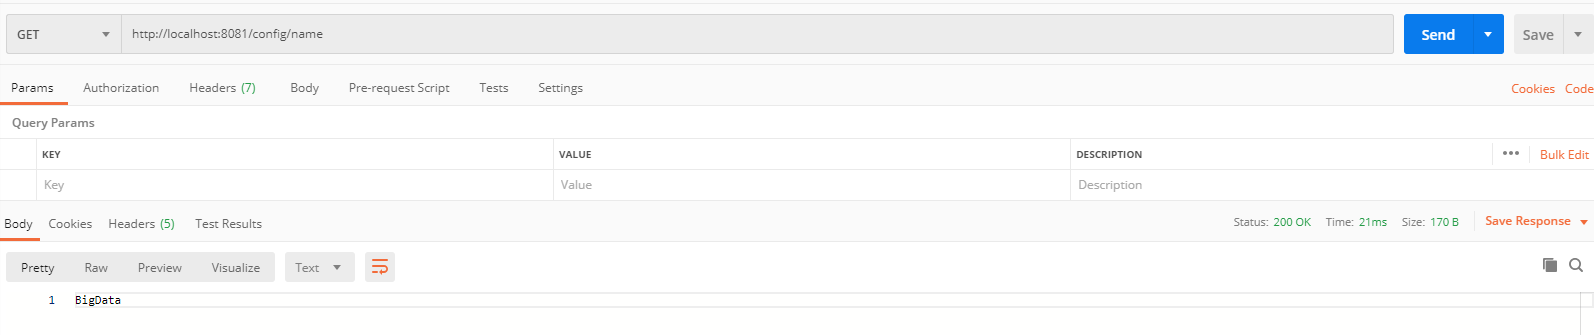 GET http://localhost:8081/config/name Send Save
Params Authorization Headers (7) Body Pre-request Script Tests Settings Cookies Code
Query Params
KEY VALUE DESCRIPTION ••• Bulk Edit
Key Value Description
Body Cookies Headers (5) Test Results Status: 200 OK Time: 21ms Size: 170 B Save Response
Pretty Raw Preview Visualize Text
1 BigData